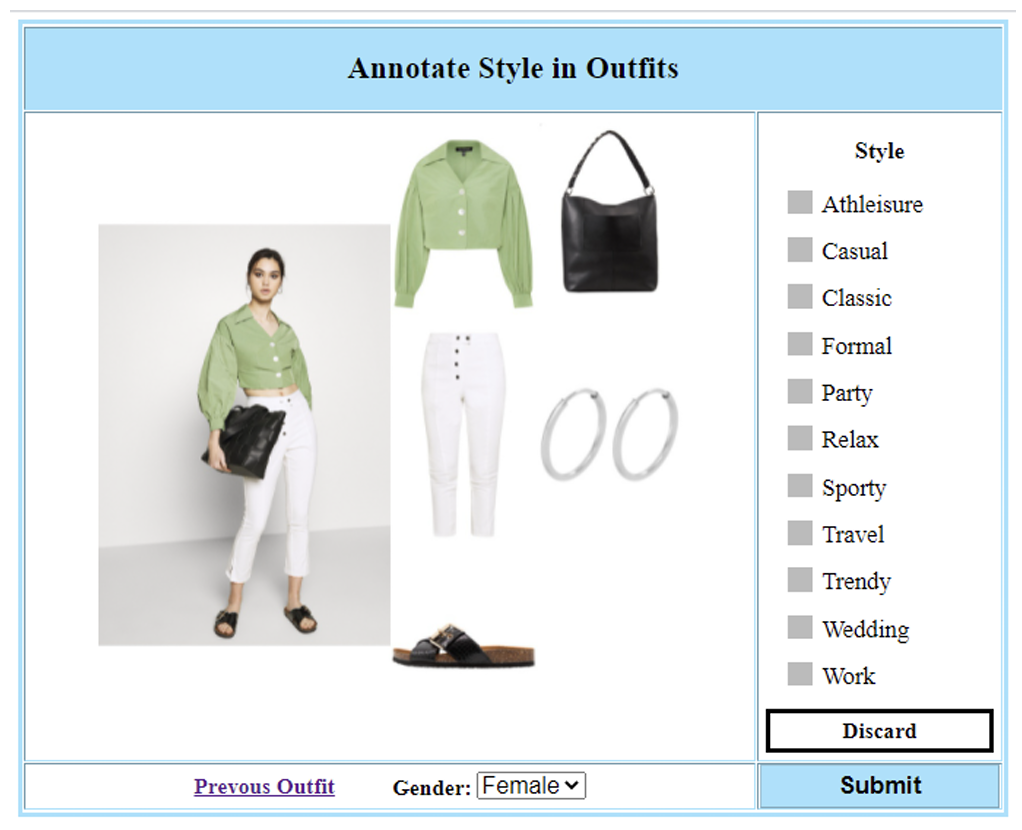 Annotate Style in Outfits
Style
Athleisure
Casual
Classic
Formal
Party
Relax
Sporty
Travel
Trendy
Wedding
Work
Discard
Prevous Outfit Gender: Female
Submit